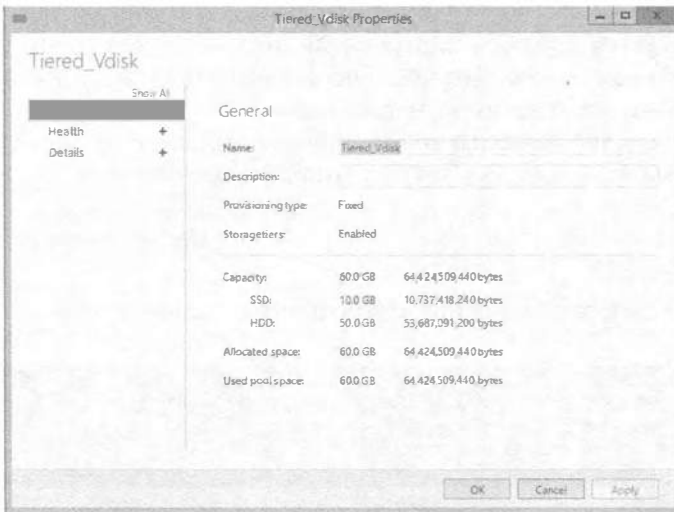 Tiered_Vdisk Properties
Tiered_Vdisk
Show All
Health +
Details +
General
Name: Tiered_Vdisk
Description:
Provisioning type: Fixed
Storage tiers: Enabled
Capacity: 60.0 GB 64,424,509,440 bytes
SSD: 10.0 GB 10,737,418,240 bytes
HDD: 50.0 GB 53,687,091,200 bytes
Allocated space: 60.0 GB 64,424,509,440 bytes
Used pool space: 60.0 GB 64,424,509,440 bytes
OK Cancel Apply